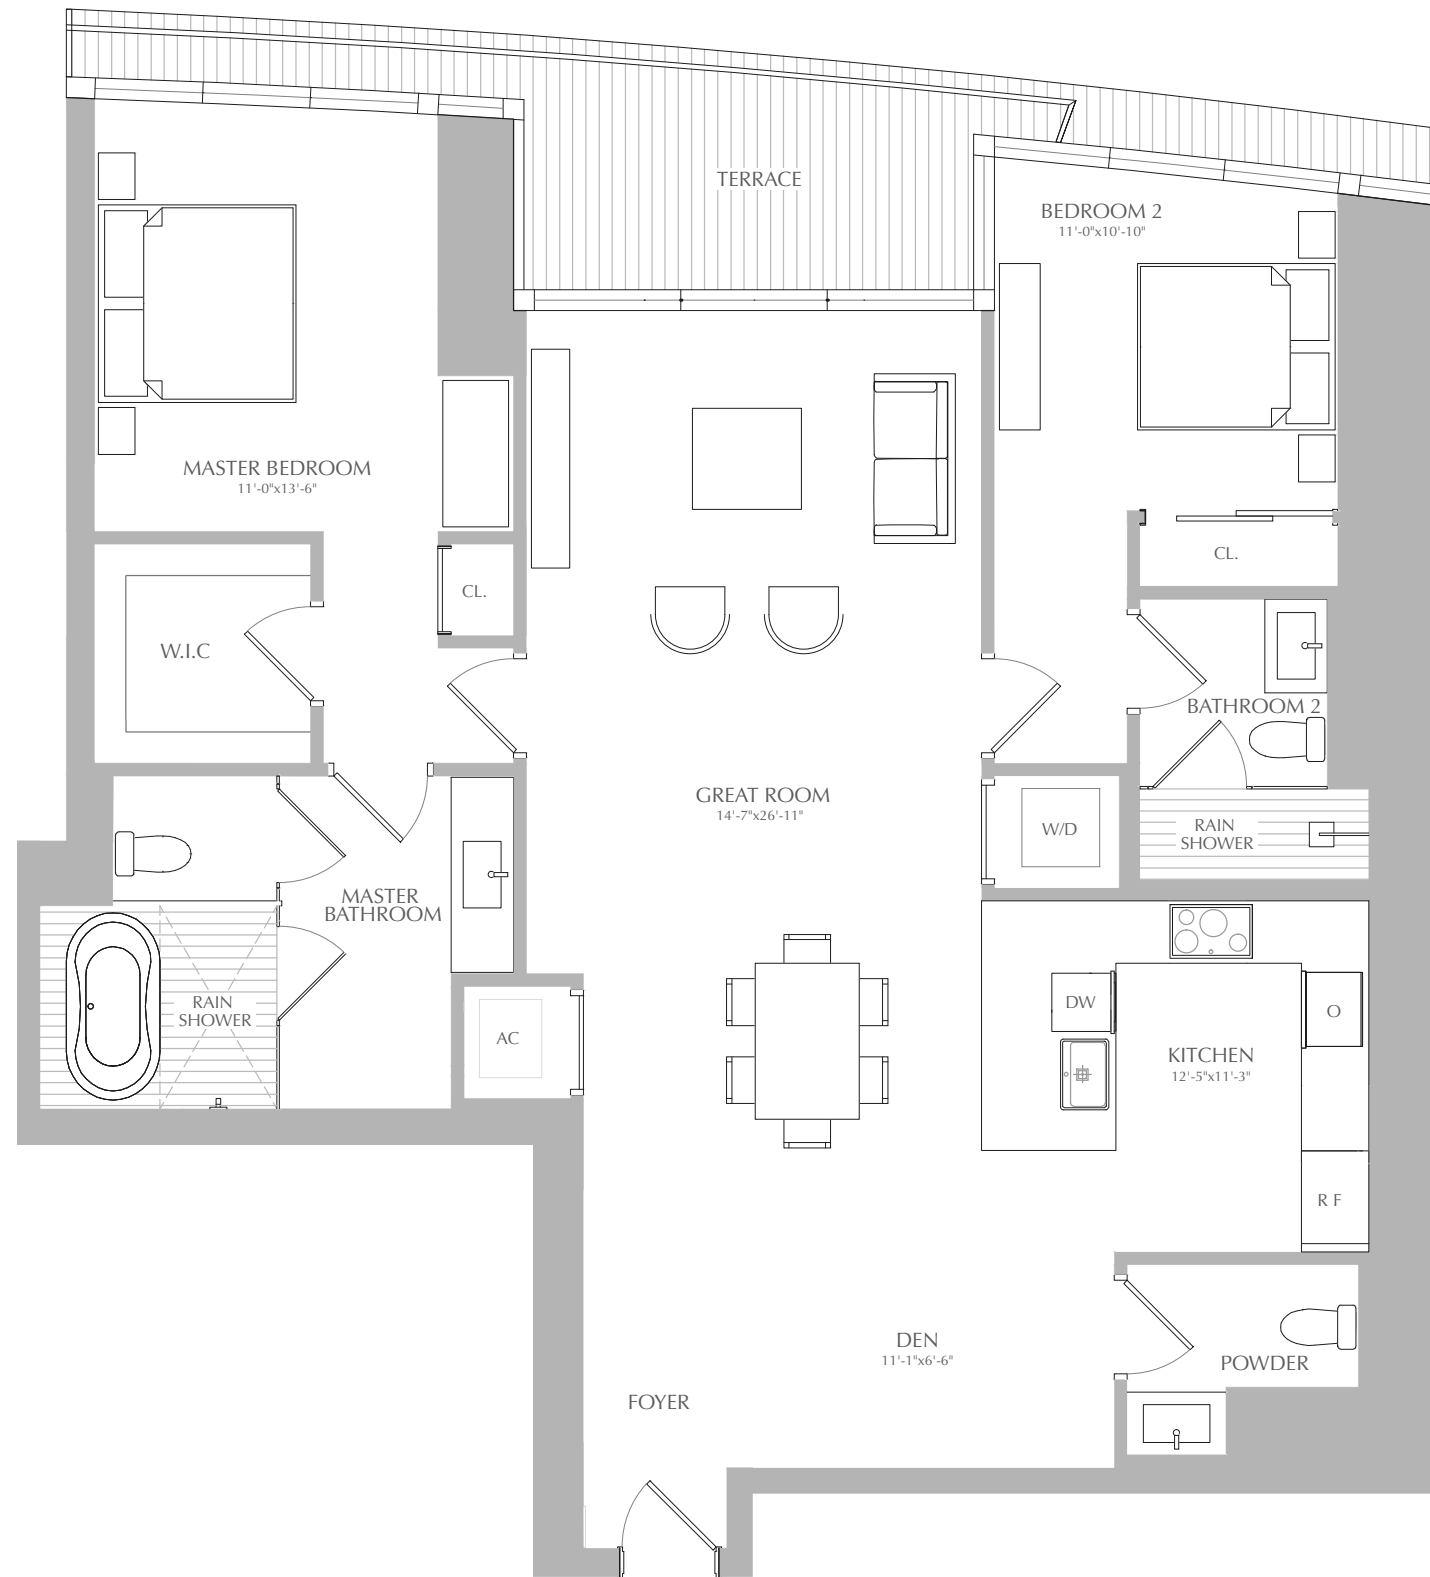 TERRACE
BEDROOM 2
11'-0"x10'-10"
MASTER BEDROOM
11'-0"x13'-6"
CL.
CL.
W.I.C
BATHROOM 2
GREAT ROOM
14'-7"x26'-11"
W/D
RAIN
SHOWER
MASTER
BATHROOM
RAIN
SHOWER
AC
DW
O
KITCHEN
12'-5"x11'-3"
R F
DEN
11'-1"x6'-6"
POWDER
FOYER